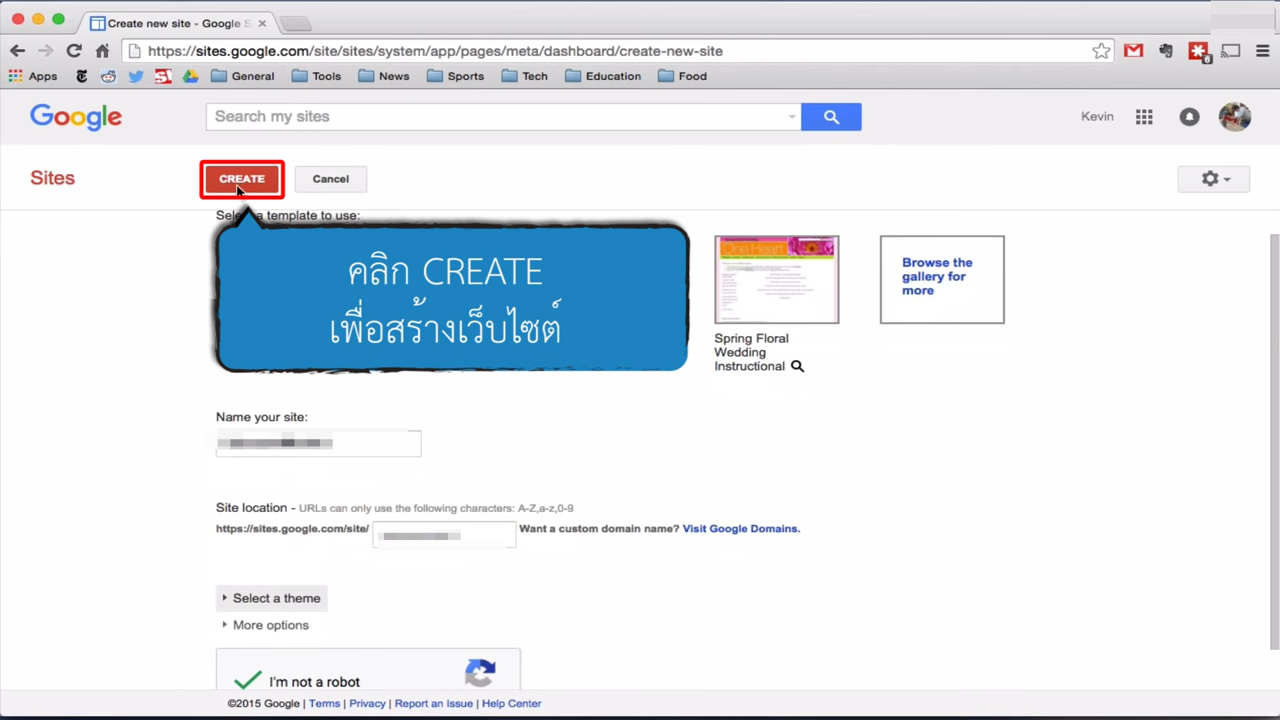 Create new site - Google S
https://sites.google.com/site/sites/system/app/pages/meta/dashboard/create-new-site
Apps General Tools News Sports Tech Education Food
Google Search my sites Kevin
Sites CREATE Cancel
a template to use:
คลิก CREATE
เพื่อสร้างเว็บไซต์
One Heart
Spring Floral
Wedding
Instructional
Browse the
gallery for
more
Name your site:
Site location - URLs can only use the following characters: A-Z,a-z,0-9
https://sites.google.com/site/ Want a custom domain name? Visit Google Domains.
Select a theme
More options
I'm not a robot
©2015 Google | Terms | Privacy | Report an Issue | Help Center